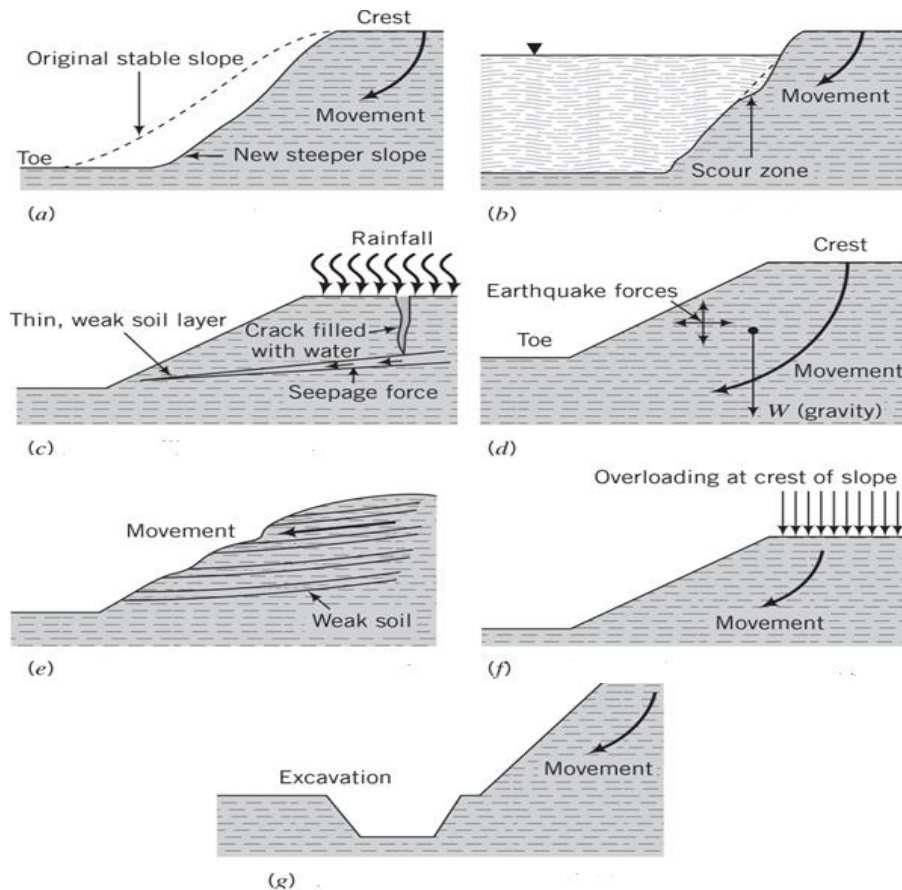 Crest
Original stable slope
Movement
Toe
New steeper slope
(a)
Movement
Scour zone
(b)
Rainfall
Thin, weak soil layer
Crack filled
with water
Seepage force
(c)
Crest
Earthquake forces
Toe
Movement
W (gravity)
(d)
Movement
Weak soil
(e)
Overloading at crest of slope
Movement
(f)
Excavation
Movement
(g)